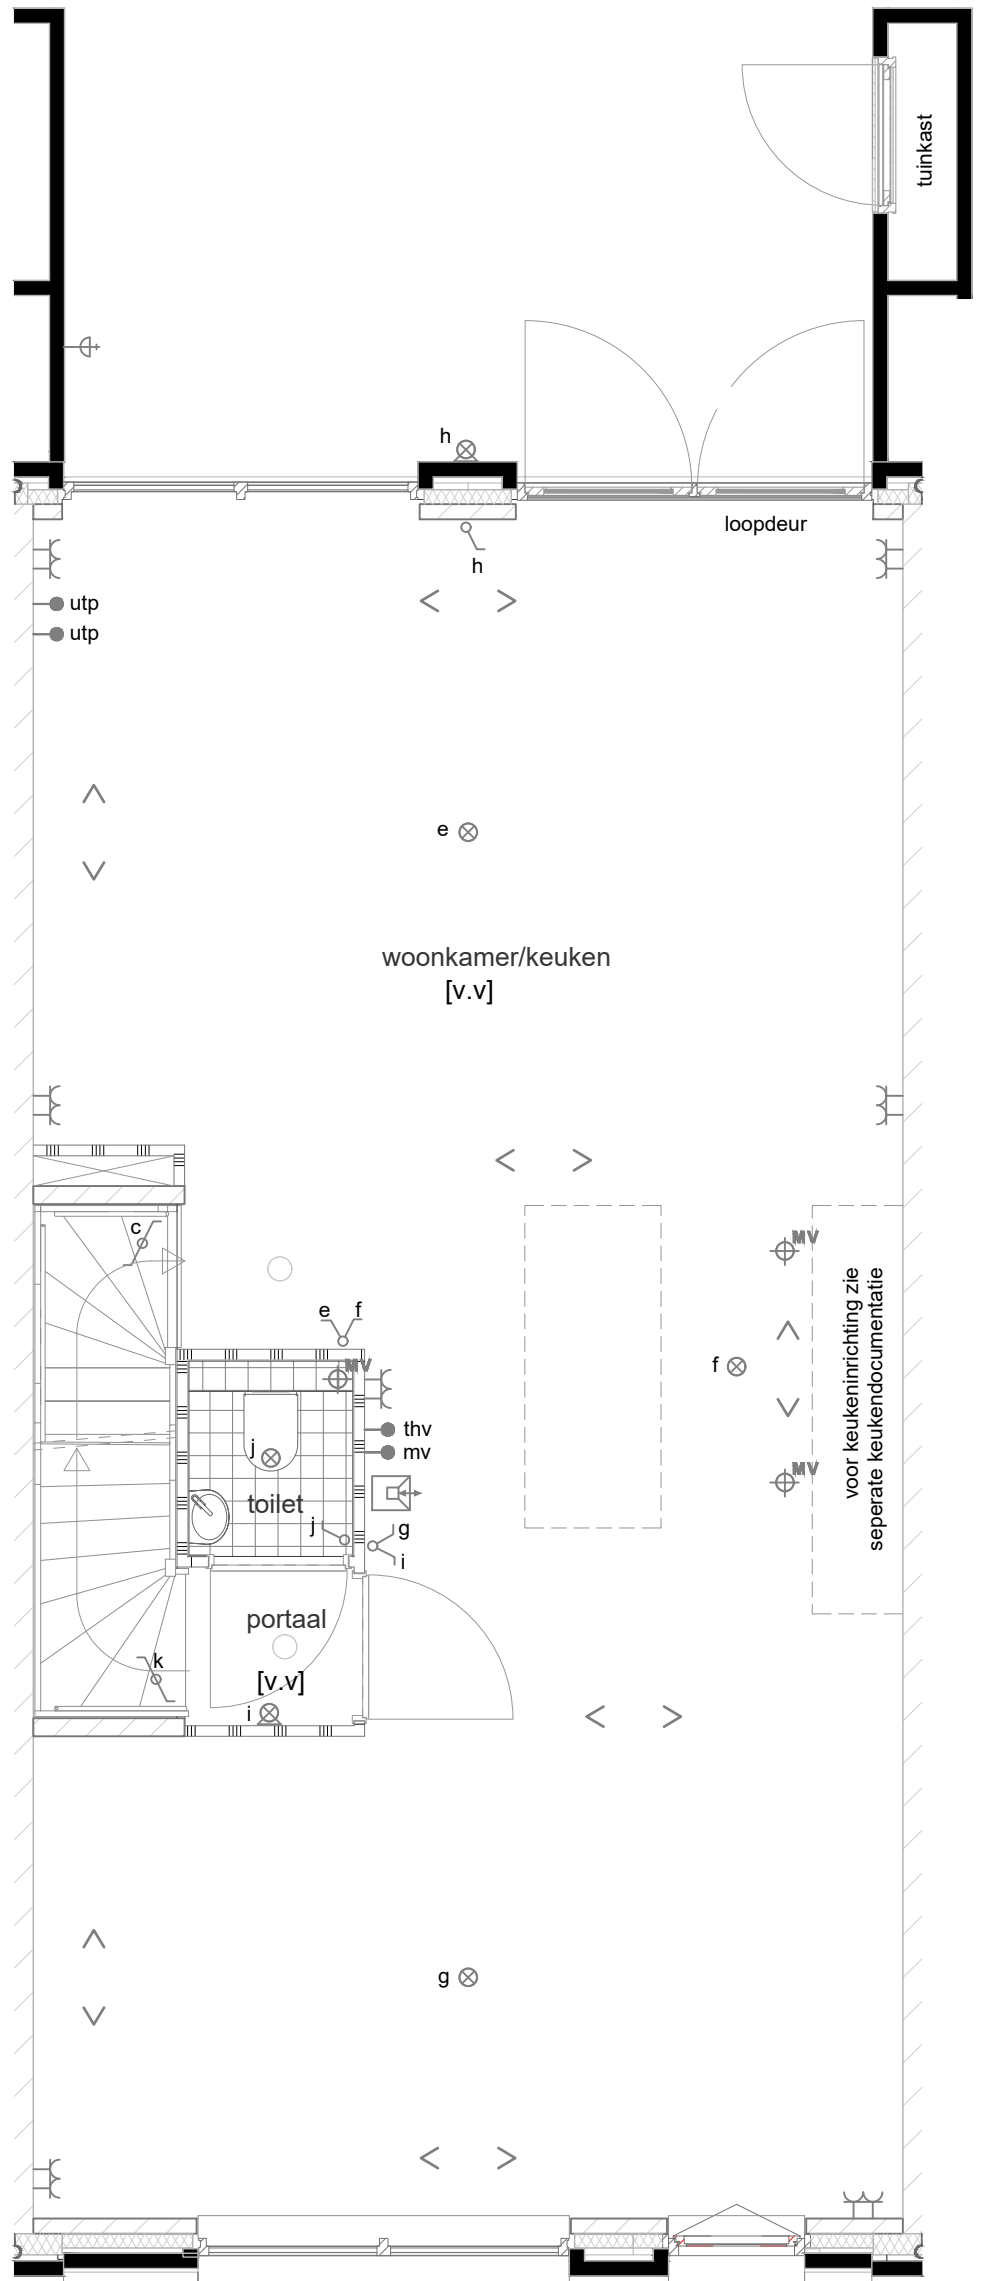 tuinkast
h
loopdeur
h
utp
utp
e
woonkamer/keuken
[v.v]
c
MV
voor keukeninrichting zie
seperate keukendocumentatie
e f
MV
f
thv
j
mv
MV
toilet
j
g
i
portaal
k
[v.v]
i
g